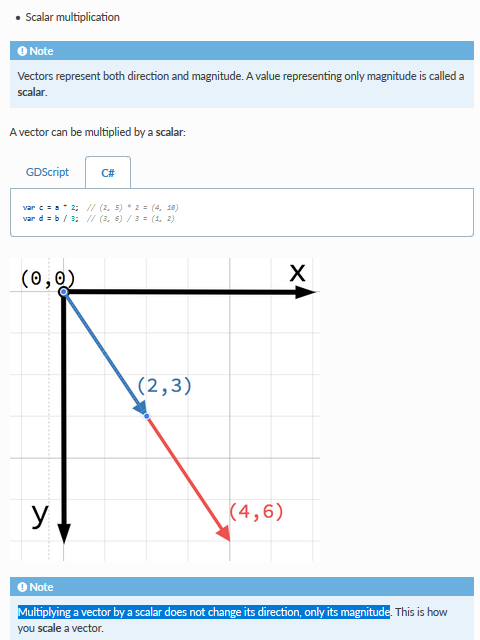 • Scalar multiplication
Note
Vectors represent both direction and magnitude. A value representing only magnitude is called a
scalar.
A vector can be multiplied by a scalar:
GDScript C#
var c = a * 2; // (2, 5) * 2 = (4, 10)
var d = b / 3; // (3, 6) / 3 = (1, 2)
(0,0) X
(2,3)
y (4,6)
Note
Multiplying a vector by a scalar does not change its direction, only its magnitude. This is how
you scale a vector.